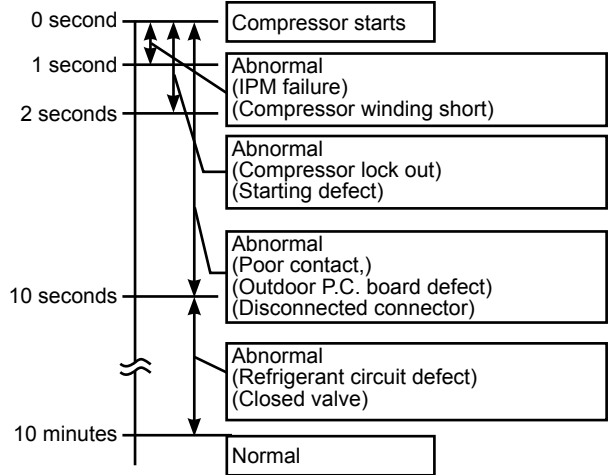 0 second
Compressor starts
1 second
Abnormal
(IPM failure)
(Compressor winding short)
2 seconds
Abnormal
(Compressor lock out)
(Starting defect)
Abnormal
(Poor contact,)
(Outdoor P.C. board defect)
(Disconnected connector)
10 seconds
Abnormal
(Refrigerant circuit defect)
(Closed valve)
10 minutes
Normal